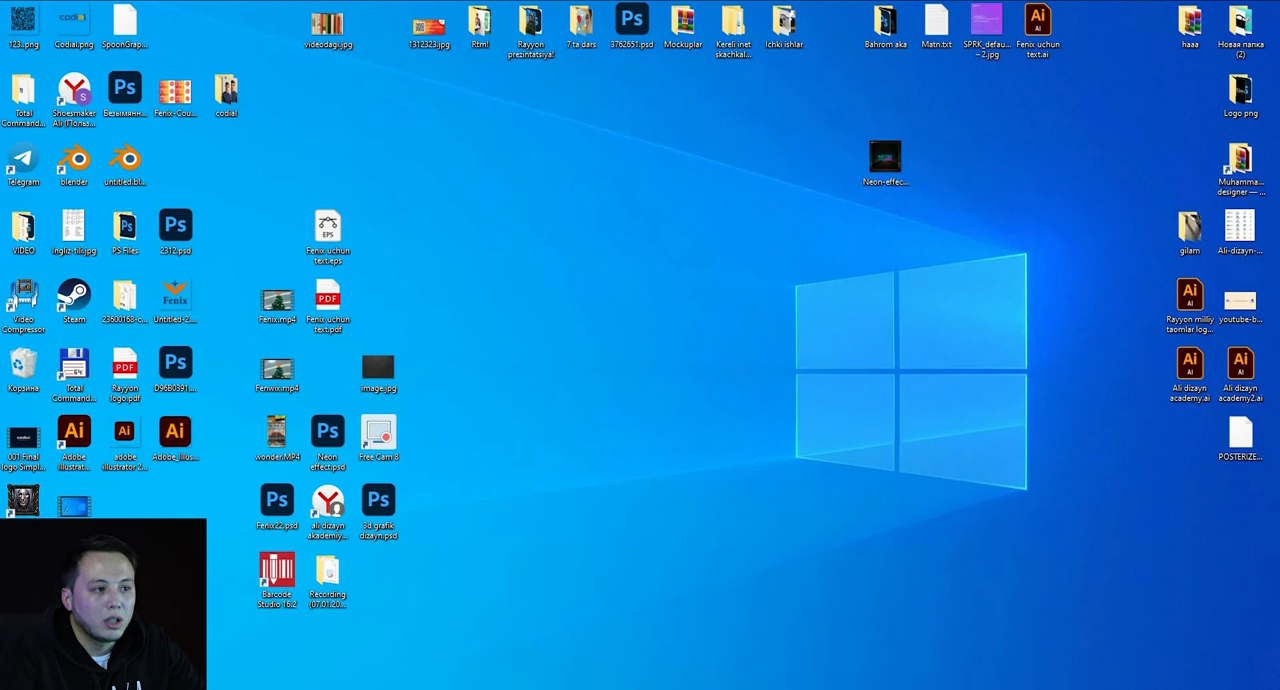 123..png
Codial.png
SpoonGrap...
videodagi.jpg
1312323.jpg
Rtml
Rayyon
prezintatsiya!
7.ta dars
3762651.psd
Mockuplar
Kereli inet
skachkal...
Ichki ishlar
Bahrom aka
Matn.txt
SPRK_defau...
– 2.jpg
Fenix uchun
text.ai
haaa
Новая папка
(2)
Total
Command...
Shoesmaker
Ali (Польз...
Безымянн...
Fenix-Cou...
codial
Logo png
Telegram
blender
untitled.bl...
Neon-effec...
Muhamma...
designer — ...
VIDEO
Ingliz-tili.jpg
PS Files
2312.psd
EPS
Fenix uchun
text.eps
gilam
Ali-dizayn-...
Video
Compressor
Steam
23600168-c...
Fenix
Untitled-2....
Fenix.mp4
PDF
Fenix uchun
text.pdf
Rayyon milliy
taomlar log...
youtube-b...
Корзина
Total
Command...
PDF
Rayyon
logo.pdf
D96B0391....
Fenwix.mp4
image.jpg
Ali dizayn
academy.ai
Ali dizayn
academy2.ai
001 Final
logo Simpl...
Adobe
Illustrat...
adobe
illustrator 2...
Adobe_Illus...
wonder.MP4
Neon
effect.psd
Free Cam 8
POSTERIZE...
Fenix22.psd
ali dizayn
akademiy...
3d grafik
dizayn.psd
Barcode
Studio 16.2
Recording
(07.01.20...